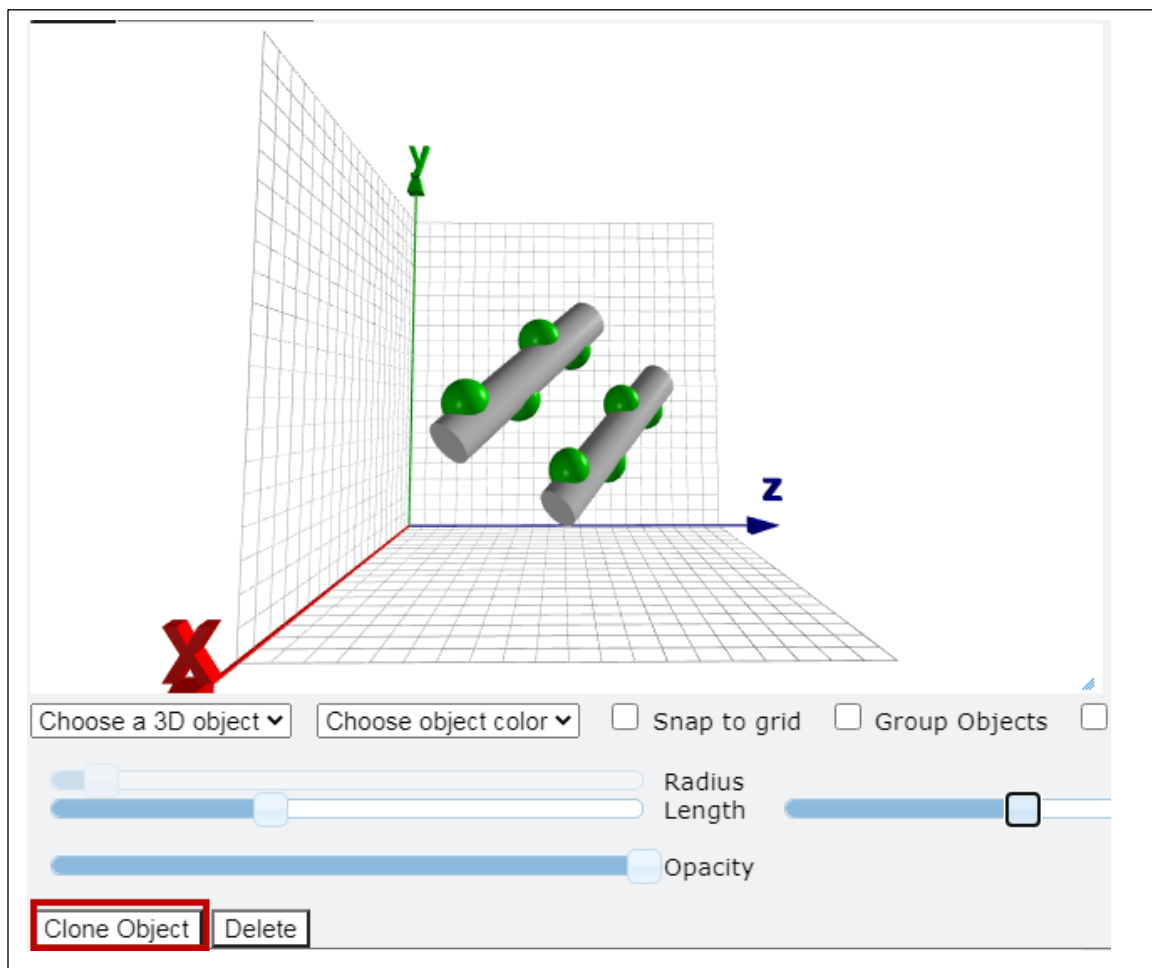 y
z
X
Choose a 3D object Choose object color Snap to grid Group Objects
Radius
Length
Opacity
Clone Object Delete